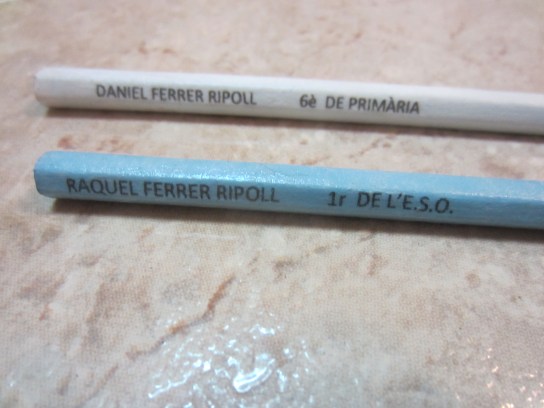 DANIEL FERRER RIPOLL 6è DE PRIMÀRIA
RAQUEL FERRER RIPOLL 1r DE L'E.S.O.